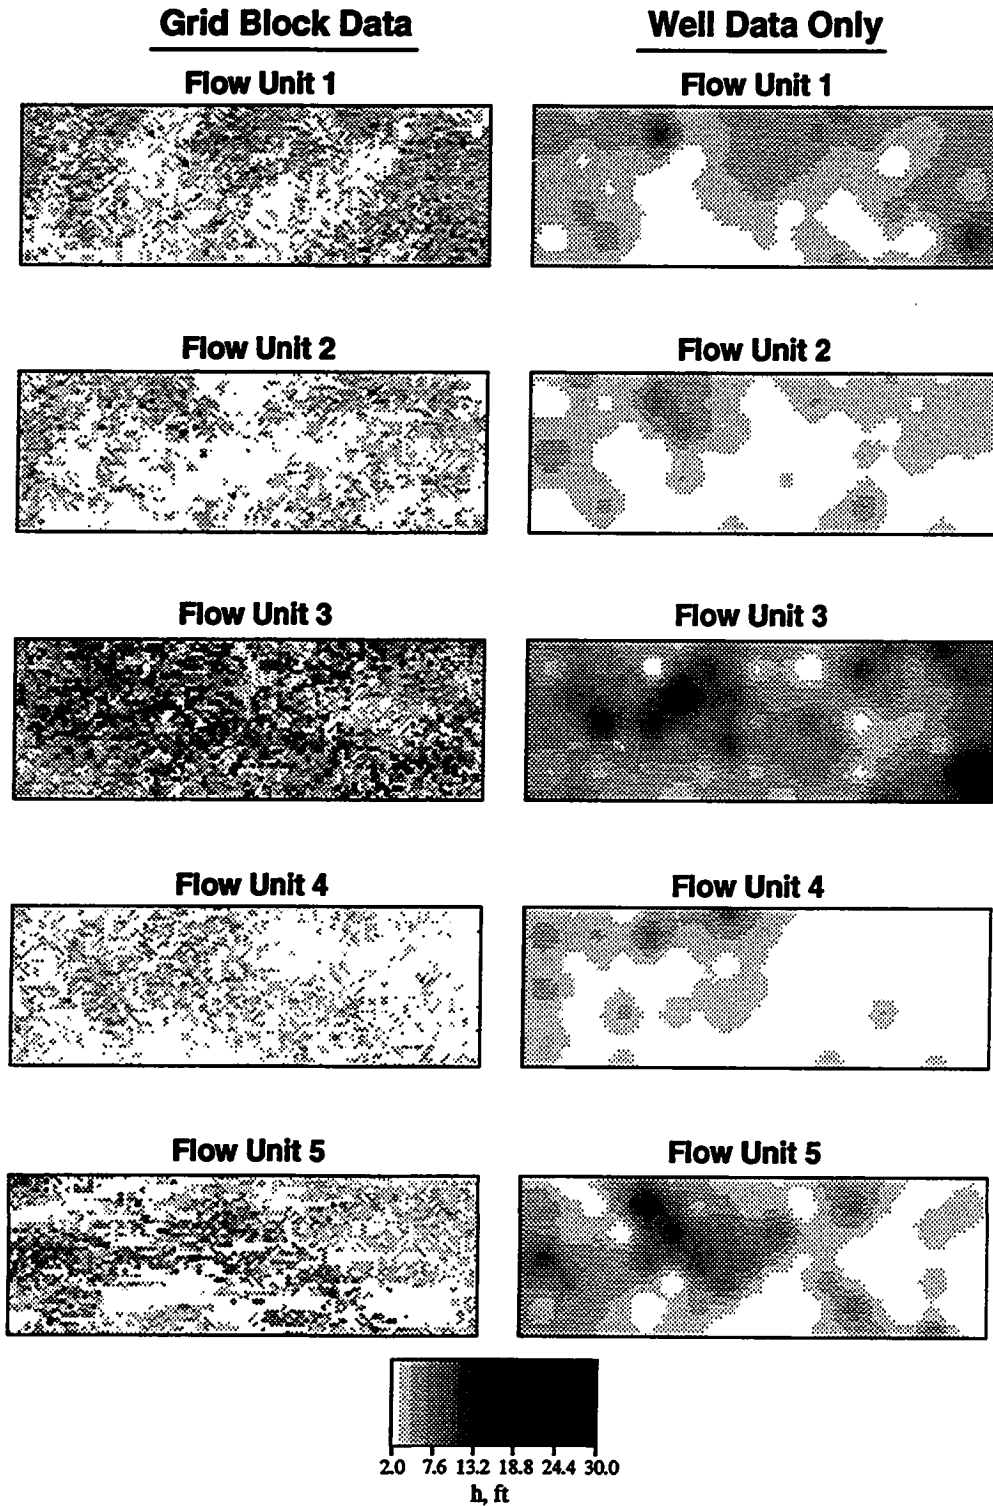 Grid Block Data Well Data Only
Flow Unit 1 Flow Unit 1
Flow Unit 2 Flow Unit 2
Flow Unit 3 Flow Unit 3
Flow Unit 4 Flow Unit 4
Flow Unit 5 Flow Unit 5
2.0 7.6 13.2 18.8 24.4 30.0
h, ft